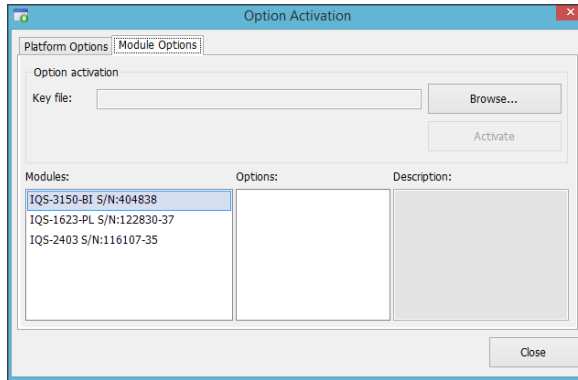 Option Activation
Platform Options
Module Options
Option activation
Key file:
Browse...
Activate
Modules:
Options:
Description:
IQS-3150-BI S/N:404838
IQS-1623-PL S/N:122830-37
IQS-2403 S/N:116107-35
Close